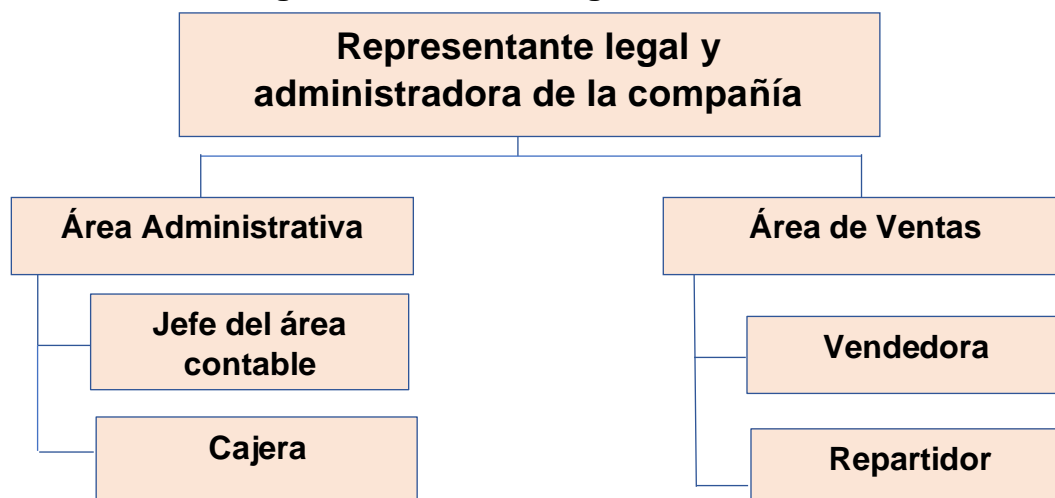 Representante legal y
administradora de la compañía
Área Administrativa
Área de Ventas
Jefe del área
contable
Vendedora
Cajera
Repartidor